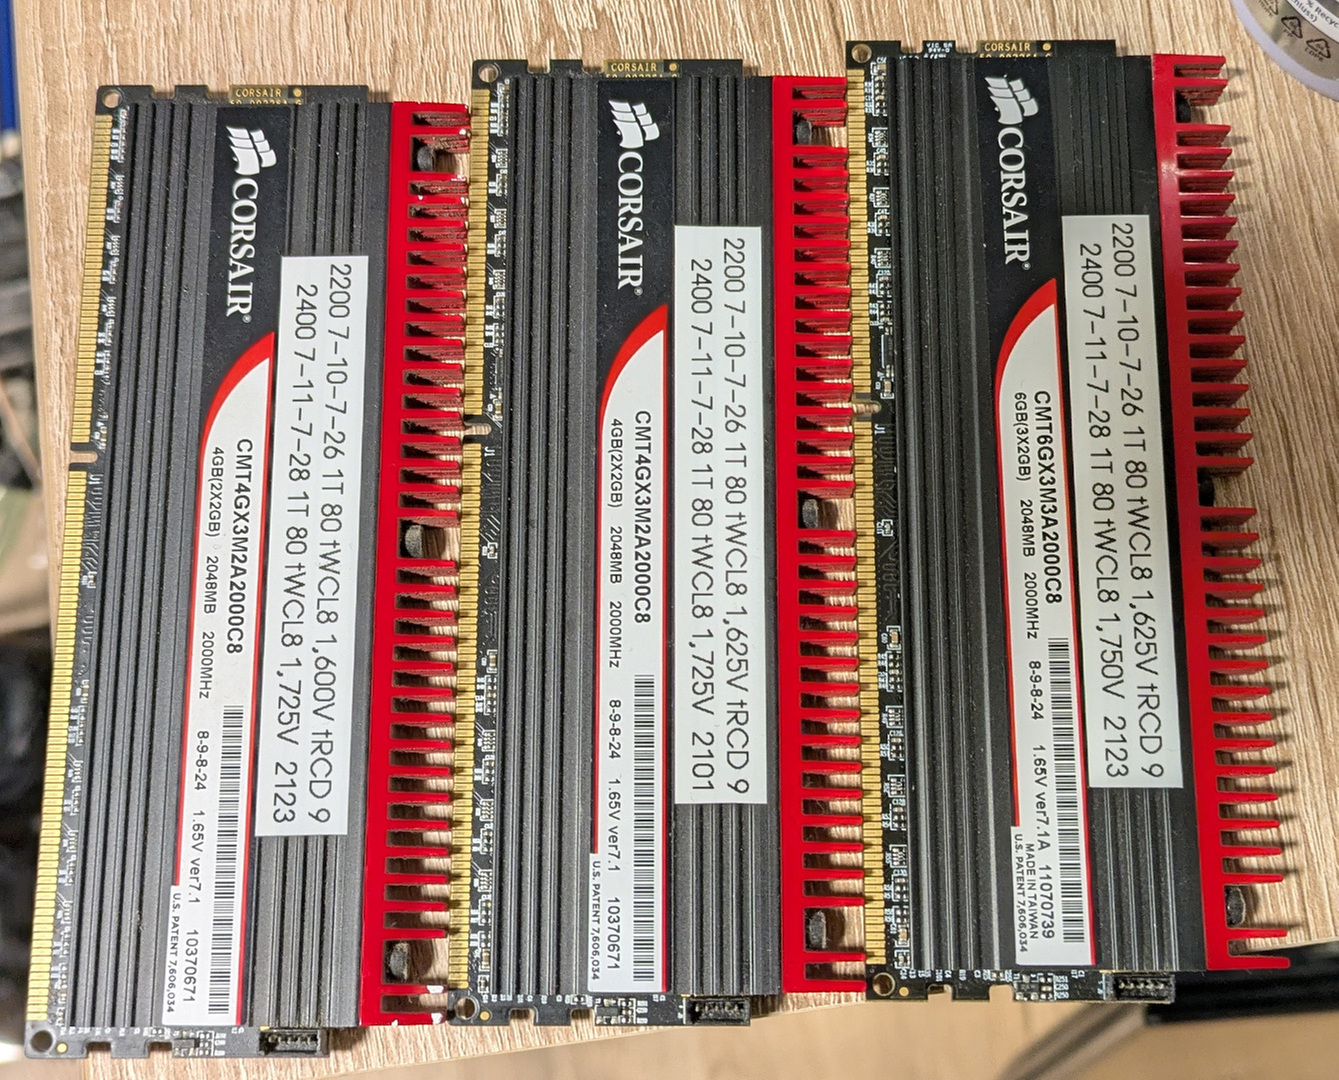 CORSAIR
CORSAIR
2200 7-10-7-26 1T 80 tWCL8 1,600V tRCD 9
2400 7-11-7-28 1T 80 tWCL8 1,725V 2123
CMT4GX3M2A2000C8
4GB(2X2GB) 2048MB 2000MHz 8-9-8-24 1.65V ver7.1 10370671
U.S. PATENT 7,606,034
CORSAIR
CORSAIR
2200 7-10-7-26 1T 80 tWCL8 1,625V tRCD 9
2400 7-11-7-28 1T 80 tWCL8 1,725V 2101
CMT4GX3M2A2000C8
4GB(2X2GB) 2048MB 2000MHz 8-9-8-24 1.65V ver7.1 10370671
U.S. PATENT 7,606,034
J1
CORSAIR
CORSAIR
2200 7-10-7-26 1T 80 tWCL8 1,625V tRCD 9
2400 7-11-7-28 1T 80 tWCL8 1,750V 2123
CMT6GX3M3A2000C8
6GB(3X2GB) 2048MB 2000MHz 8-9-8-24 1.65V ver7.1A 11070739
MADE IN TAIWAN
U.S. PATENT 7,606,034
J1